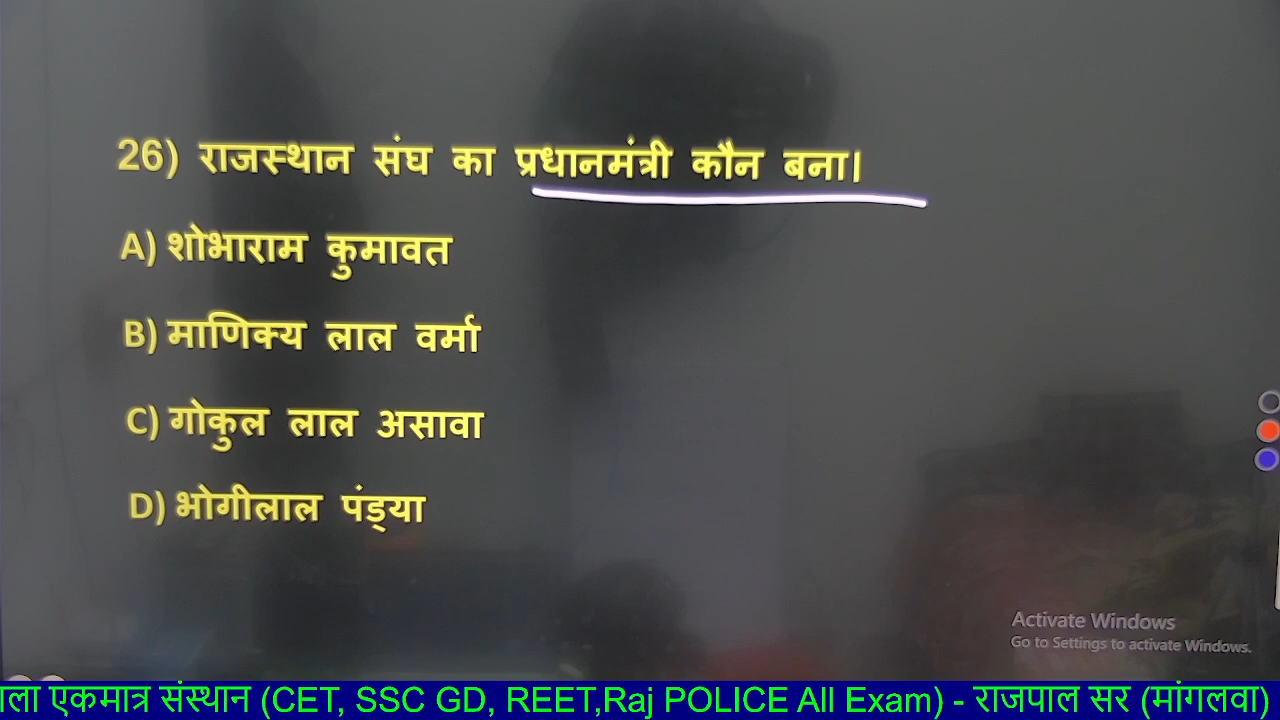 26) राजस्थान संघ का प्रधानमंत्री कौन बना।
A) शोभाराम कुमावत
B) माणिक्य लाल वर्मा
C) गोकुल लाल असावा
D) भोगीलाल पंड्या
Activate Windows
Go to Settings to activate Windows.
एकमात्र संस्थान (CET, SSC GD, REET,Raj POLICE All Exam) - राजपाल सर (मांगलवा)